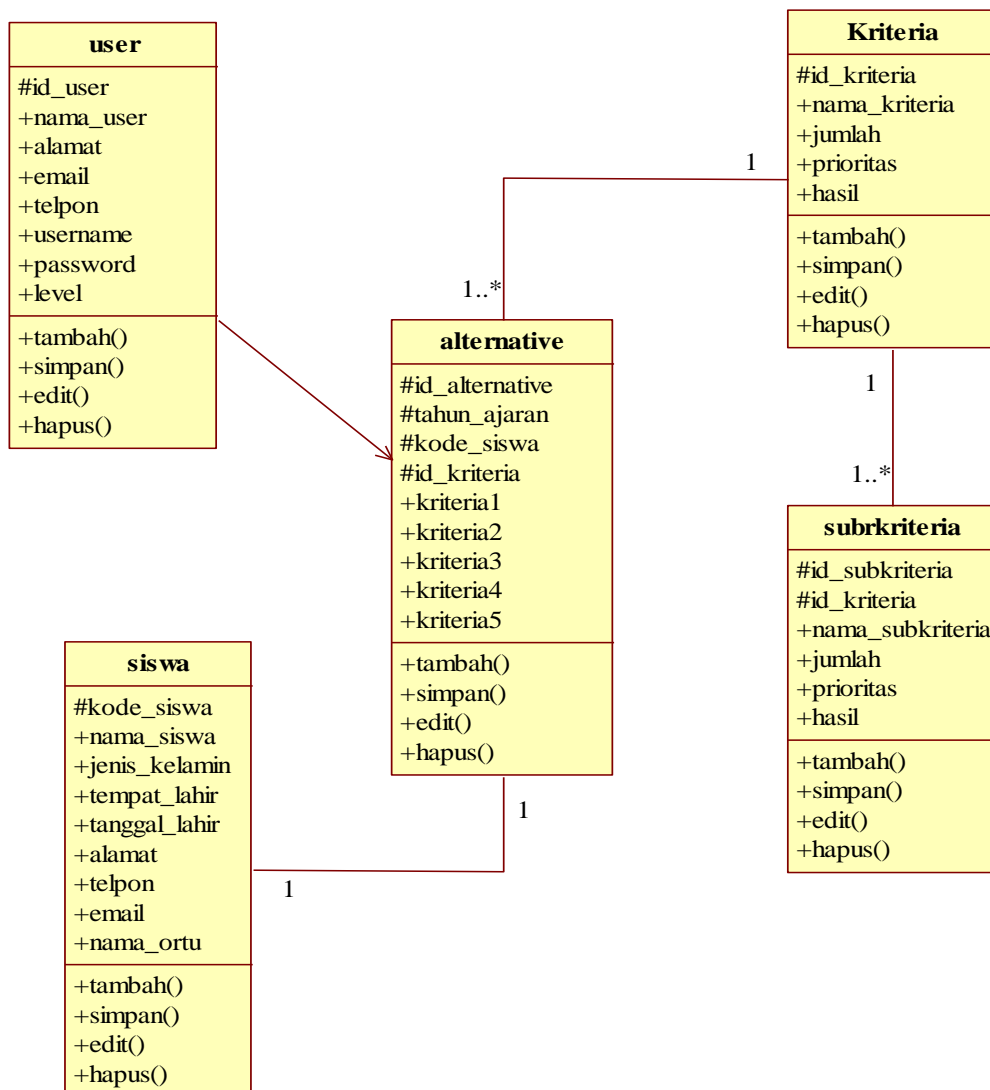 user
#id_user
+nama_user
+alamat
+email
+telpon
+username
+password
+level
+tambah()
+simpan()
+edit()
+hapus()
Kriteria
#id_kriteria
+nama_kriteria
+jumlah
+prioritas
+hasil
+tambah()
+simpan()
+edit()
+hapus()
1
1..*
alternative
#id_alternative
#tahun_ajaran
#kode_siswa
#id_kriteria
+kriteria1
+kriteria2
+kriteria3
+kriteria4
+kriteria5
+tambah()
+simpan()
+edit()
+hapus()
1
1..*
subrkriteria
#id_subkriteria
#id_kriteria
+nama_subkriteria
+jumlah
+prioritas
+hasil
+tambah()
+simpan()
+edit()
+hapus()
siswa
#kode_siswa
+nama_siswa
+jenis_kelamin
+tempat_lahir
+tanggal_lahir
+alamat
+telpon
+email
+nama_ortu
+tambah()
+simpan()
+edit()
+hapus()
1
1